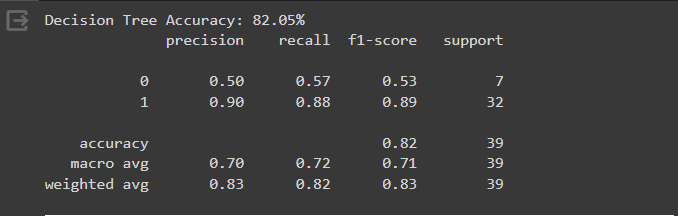 Decision Tree Accuracy: 82.05%
precision recall f1-score support
0 0.50 0.57 0.53 7
1 0.90 0.88 0.89 32
accuracy 0.82 39
macro avg 0.70 0.72 0.71 39
weighted avg 0.83 0.82 0.83 39